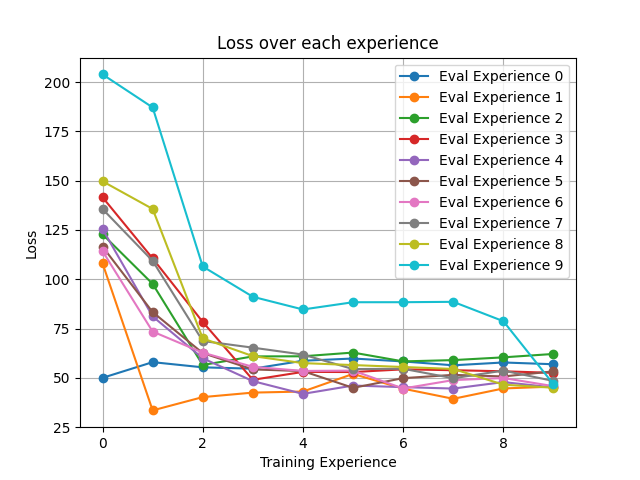 Loss over each experience
Loss
200
175
150
125
100
75
50
25
0
2
4
6
8
Training Experience
Eval Experience 0
Eval Experience 1
Eval Experience 2
Eval Experience 3
Eval Experience 4
Eval Experience 5
Eval Experience 6
Eval Experience 7
Eval Experience 8
Eval Experience 9